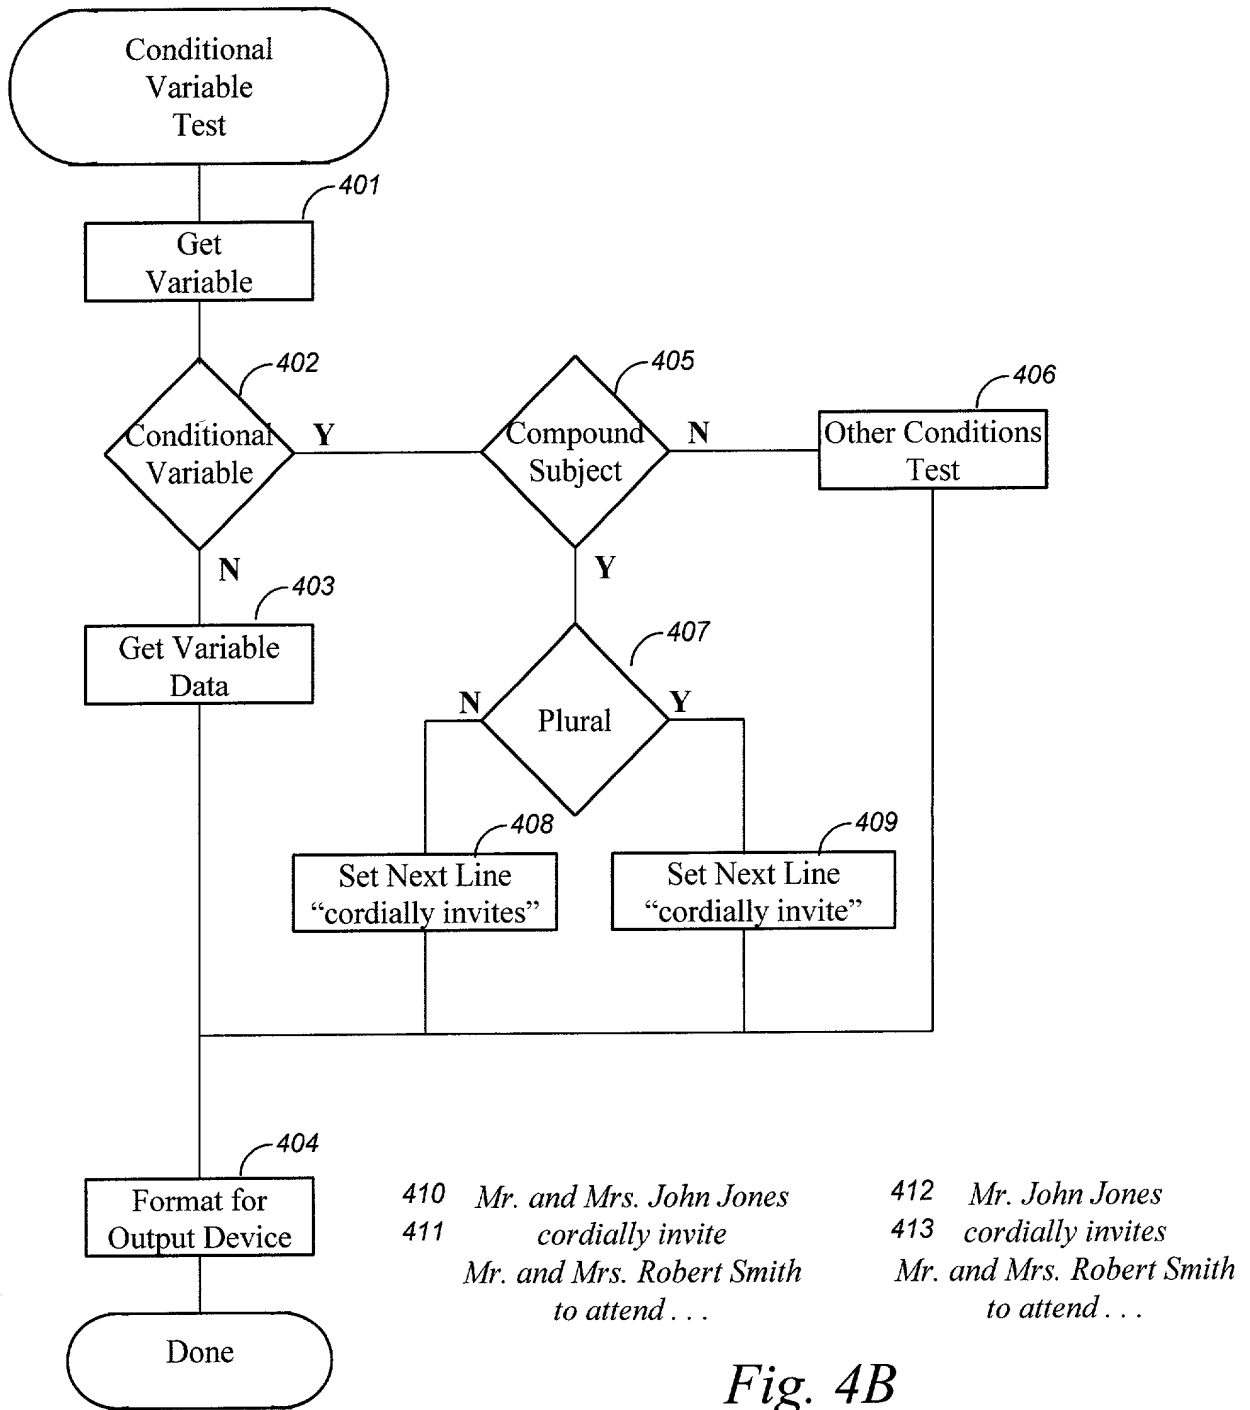 Conditional
Variable
Test
401
Get
Variable
402
Conditional
Variable
Y
N
405
Compound
Subject
N
Y
406
Other Conditions
Test
403
Get Variable
Data
407
Plural
N
Y
408
Set Next Line
“cordially invites”
409
Set Next Line
“cordially invite”
404
Format for
Output Device
Done
410 Mr. and Mrs. John Jones
411 cordially invite
Mr. and Mrs. Robert Smith
to attend . . .
412 Mr. John Jones
413 cordially invites
Mr. and Mrs. Robert Smith
to attend . . .
Fig. 4B